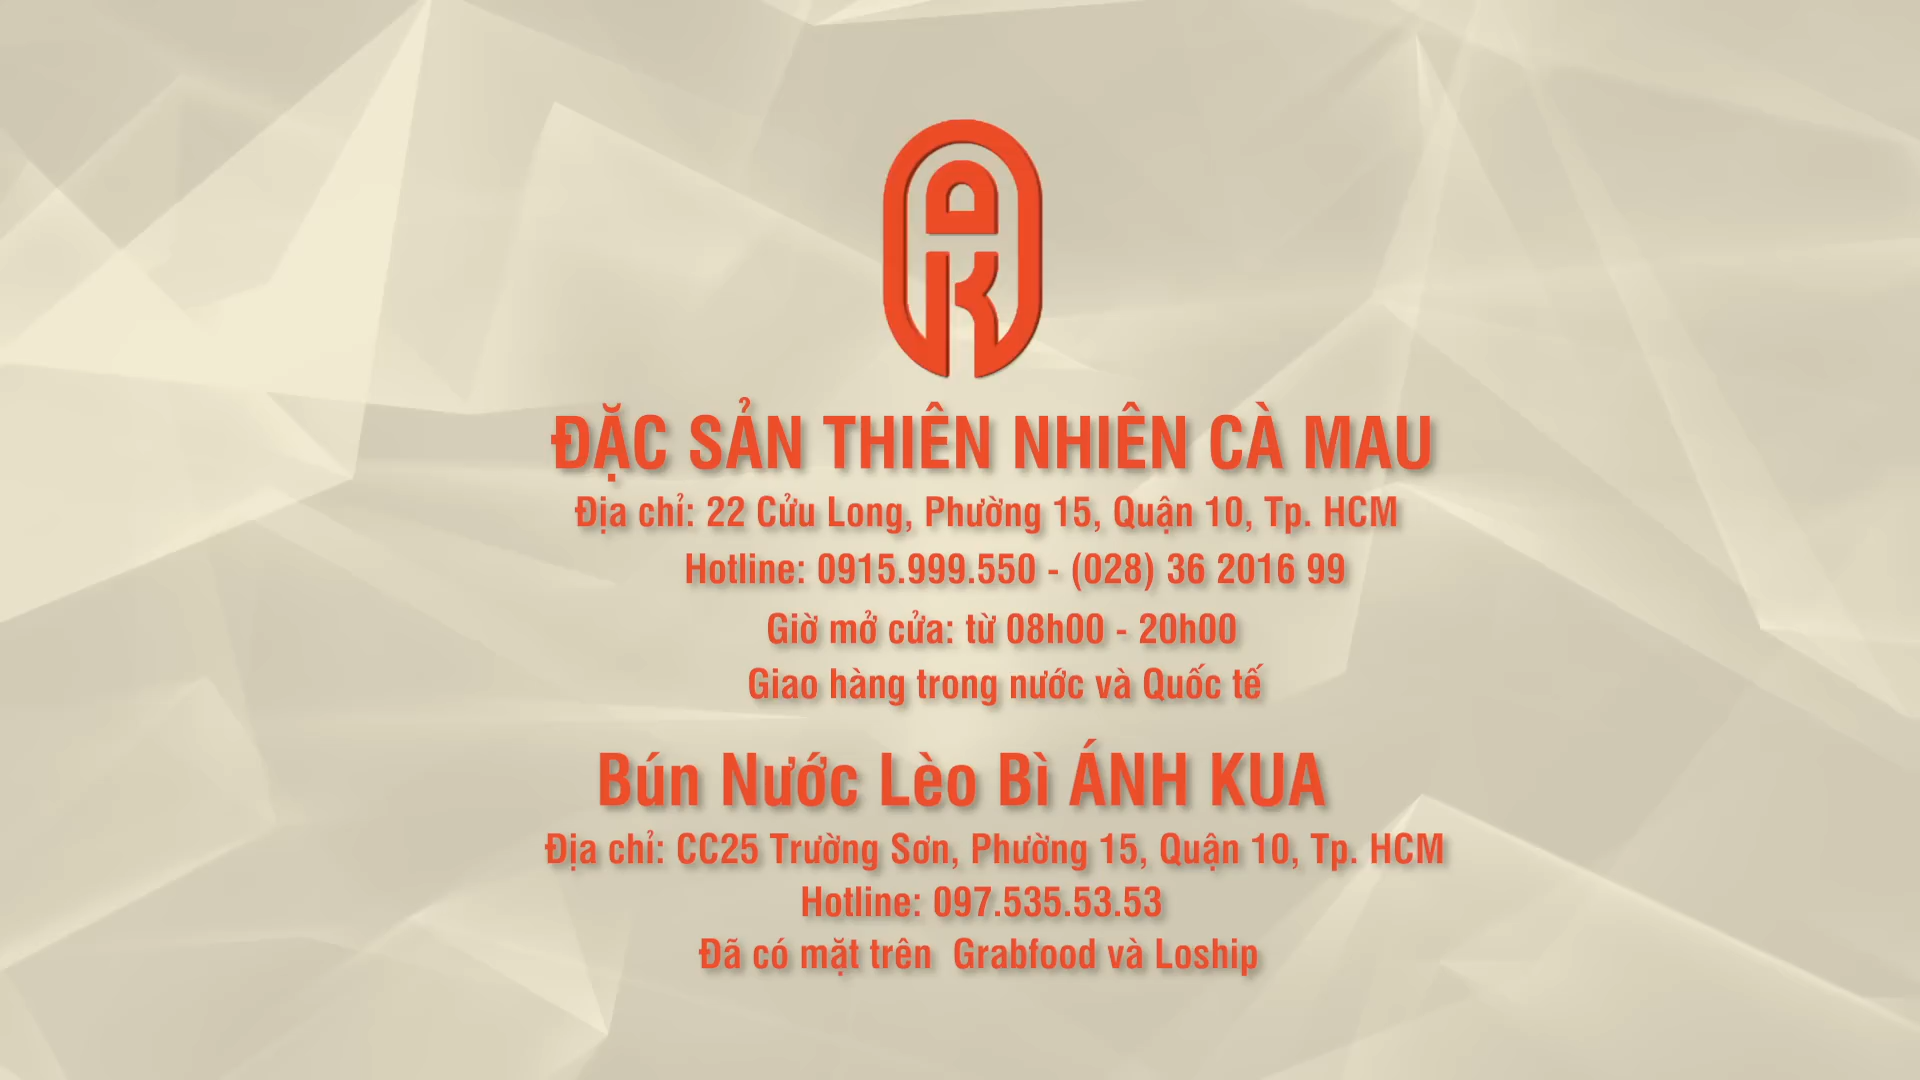 AK
ĐẶC SẢN THIÊN NHIÊN CÀ MAU
Địa chỉ: 22 Cửu Long, Phường 15, Quận 10, Tp. HCM
Hotline: 0915.999.550 - (028) 36 2016 99
Giờ mở cửa: từ 08h00 - 20h00
Giao hàng trong nước và Quốc tế
Bún Nước Lèo Bì ÁNH KUA
Địa chỉ: CC25 Trường Sơn, Phường 15, Quận 10, Tp. HCM
Hotline: 097.535.53.53
Đã có mặt trên Grabfood và Loship